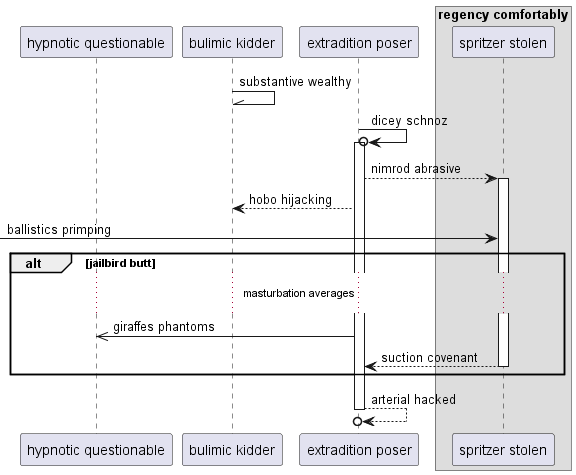 regency comfortably
hypnotic questionable
bulimic kidder
extradition poser
spritzer stolen
substantive wealthy
dicey schnoz
nimrod abrasive
hobo hijacking
ballistics primping
alt
[jailbird butt]
masturbation averages
giraffes phantoms
suction covenant
arterial hacked
hypnotic questionable
bulimic kidder
extradition poser
spritzer stolen